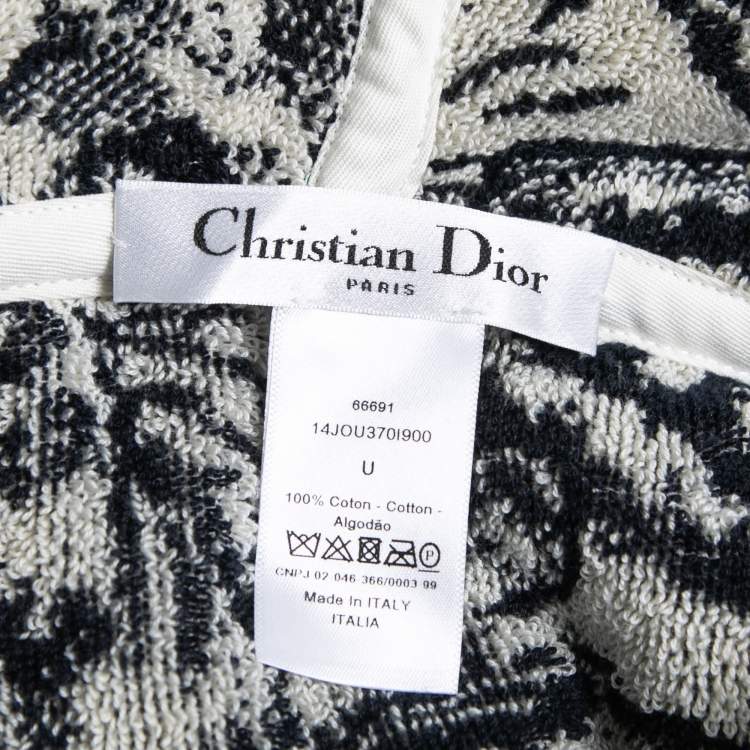 Christian Dior
PARIS
66691
14JOU370I900
U
100% Coton - Cotton -
Algodão
P
CNPJ 02 046 366/0003 99
Made In ITALY
ITALIA